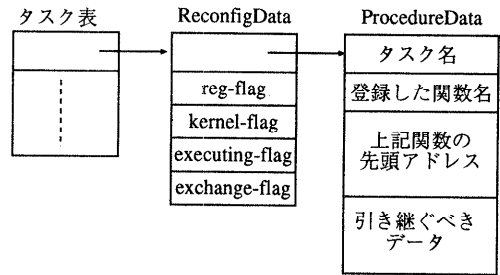 タスク表
ReconfigData
ProcedureData
reg-flag
kernel-flag
executing-flag
exchange-flag
タスク名
登録した関数名
上記関数の
先頭アドレス
引き継ぐべき
データ